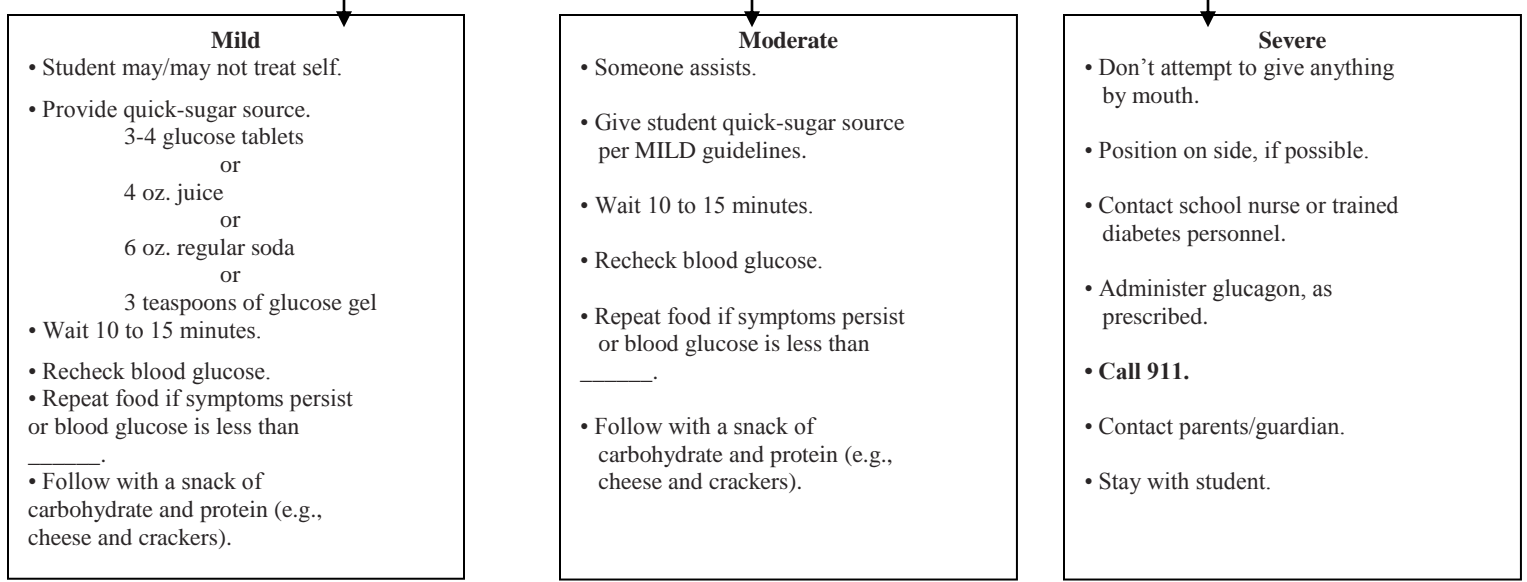 Mild
• Student may/may not treat self.
• Provide quick-sugar source.
3-4 glucose tablets
or
4 oz. juice
or
6 oz. regular soda
or
3 teaspoons of glucose gel
• Wait 10 to 15 minutes.
• Recheck blood glucose.
• Repeat food if symptoms persist
or blood glucose is less than
______.
• Follow with a snack of
carbohydrate and protein (e.g.,
cheese and crackers).
Moderate
• Someone assists.
• Give student quick-sugar source
per MILD guidelines.
• Wait 10 to 15 minutes.
• Recheck blood glucose.
• Repeat food if symptoms persist
or blood glucose is less than
______.
• Follow with a snack of
carbohydrate and protein (e.g.,
cheese and crackers).
Severe
• Don’t attempt to give anything
by mouth.
• Position on side, if possible.
• Contact school nurse or trained
diabetes personnel.
• Administer glucagon, as
prescribed.
• Call 911.
• Contact parents/guardian.
• Stay with student.